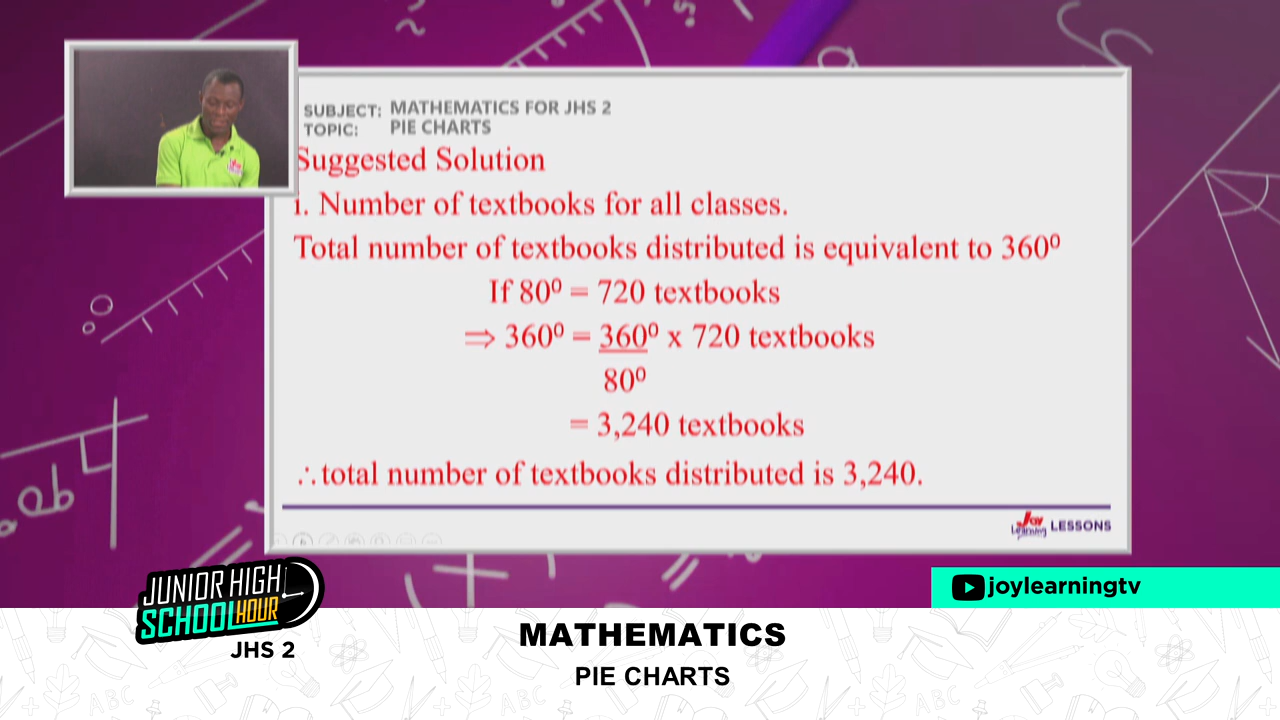 SUBJECT: MATHEMATICS FOR JHS 2
TOPIC: PIE CHARTS
Suggested Solution
i. Number of textbooks for all classes.
Total number of textbooks distributed is equivalent to 360⁰
If 80⁰ = 720 textbooks
⇒ 360⁰ = 360⁰ x 720 textbooks
80⁰
= 3,240 textbooks
∴total number of textbooks distributed is 3,240.
Joy Learning LESSONS
joylearningtv
JUNIOR HIGH
SCHOOL HOUR
JHS 2
MATHEMATICS
PIE CHARTS